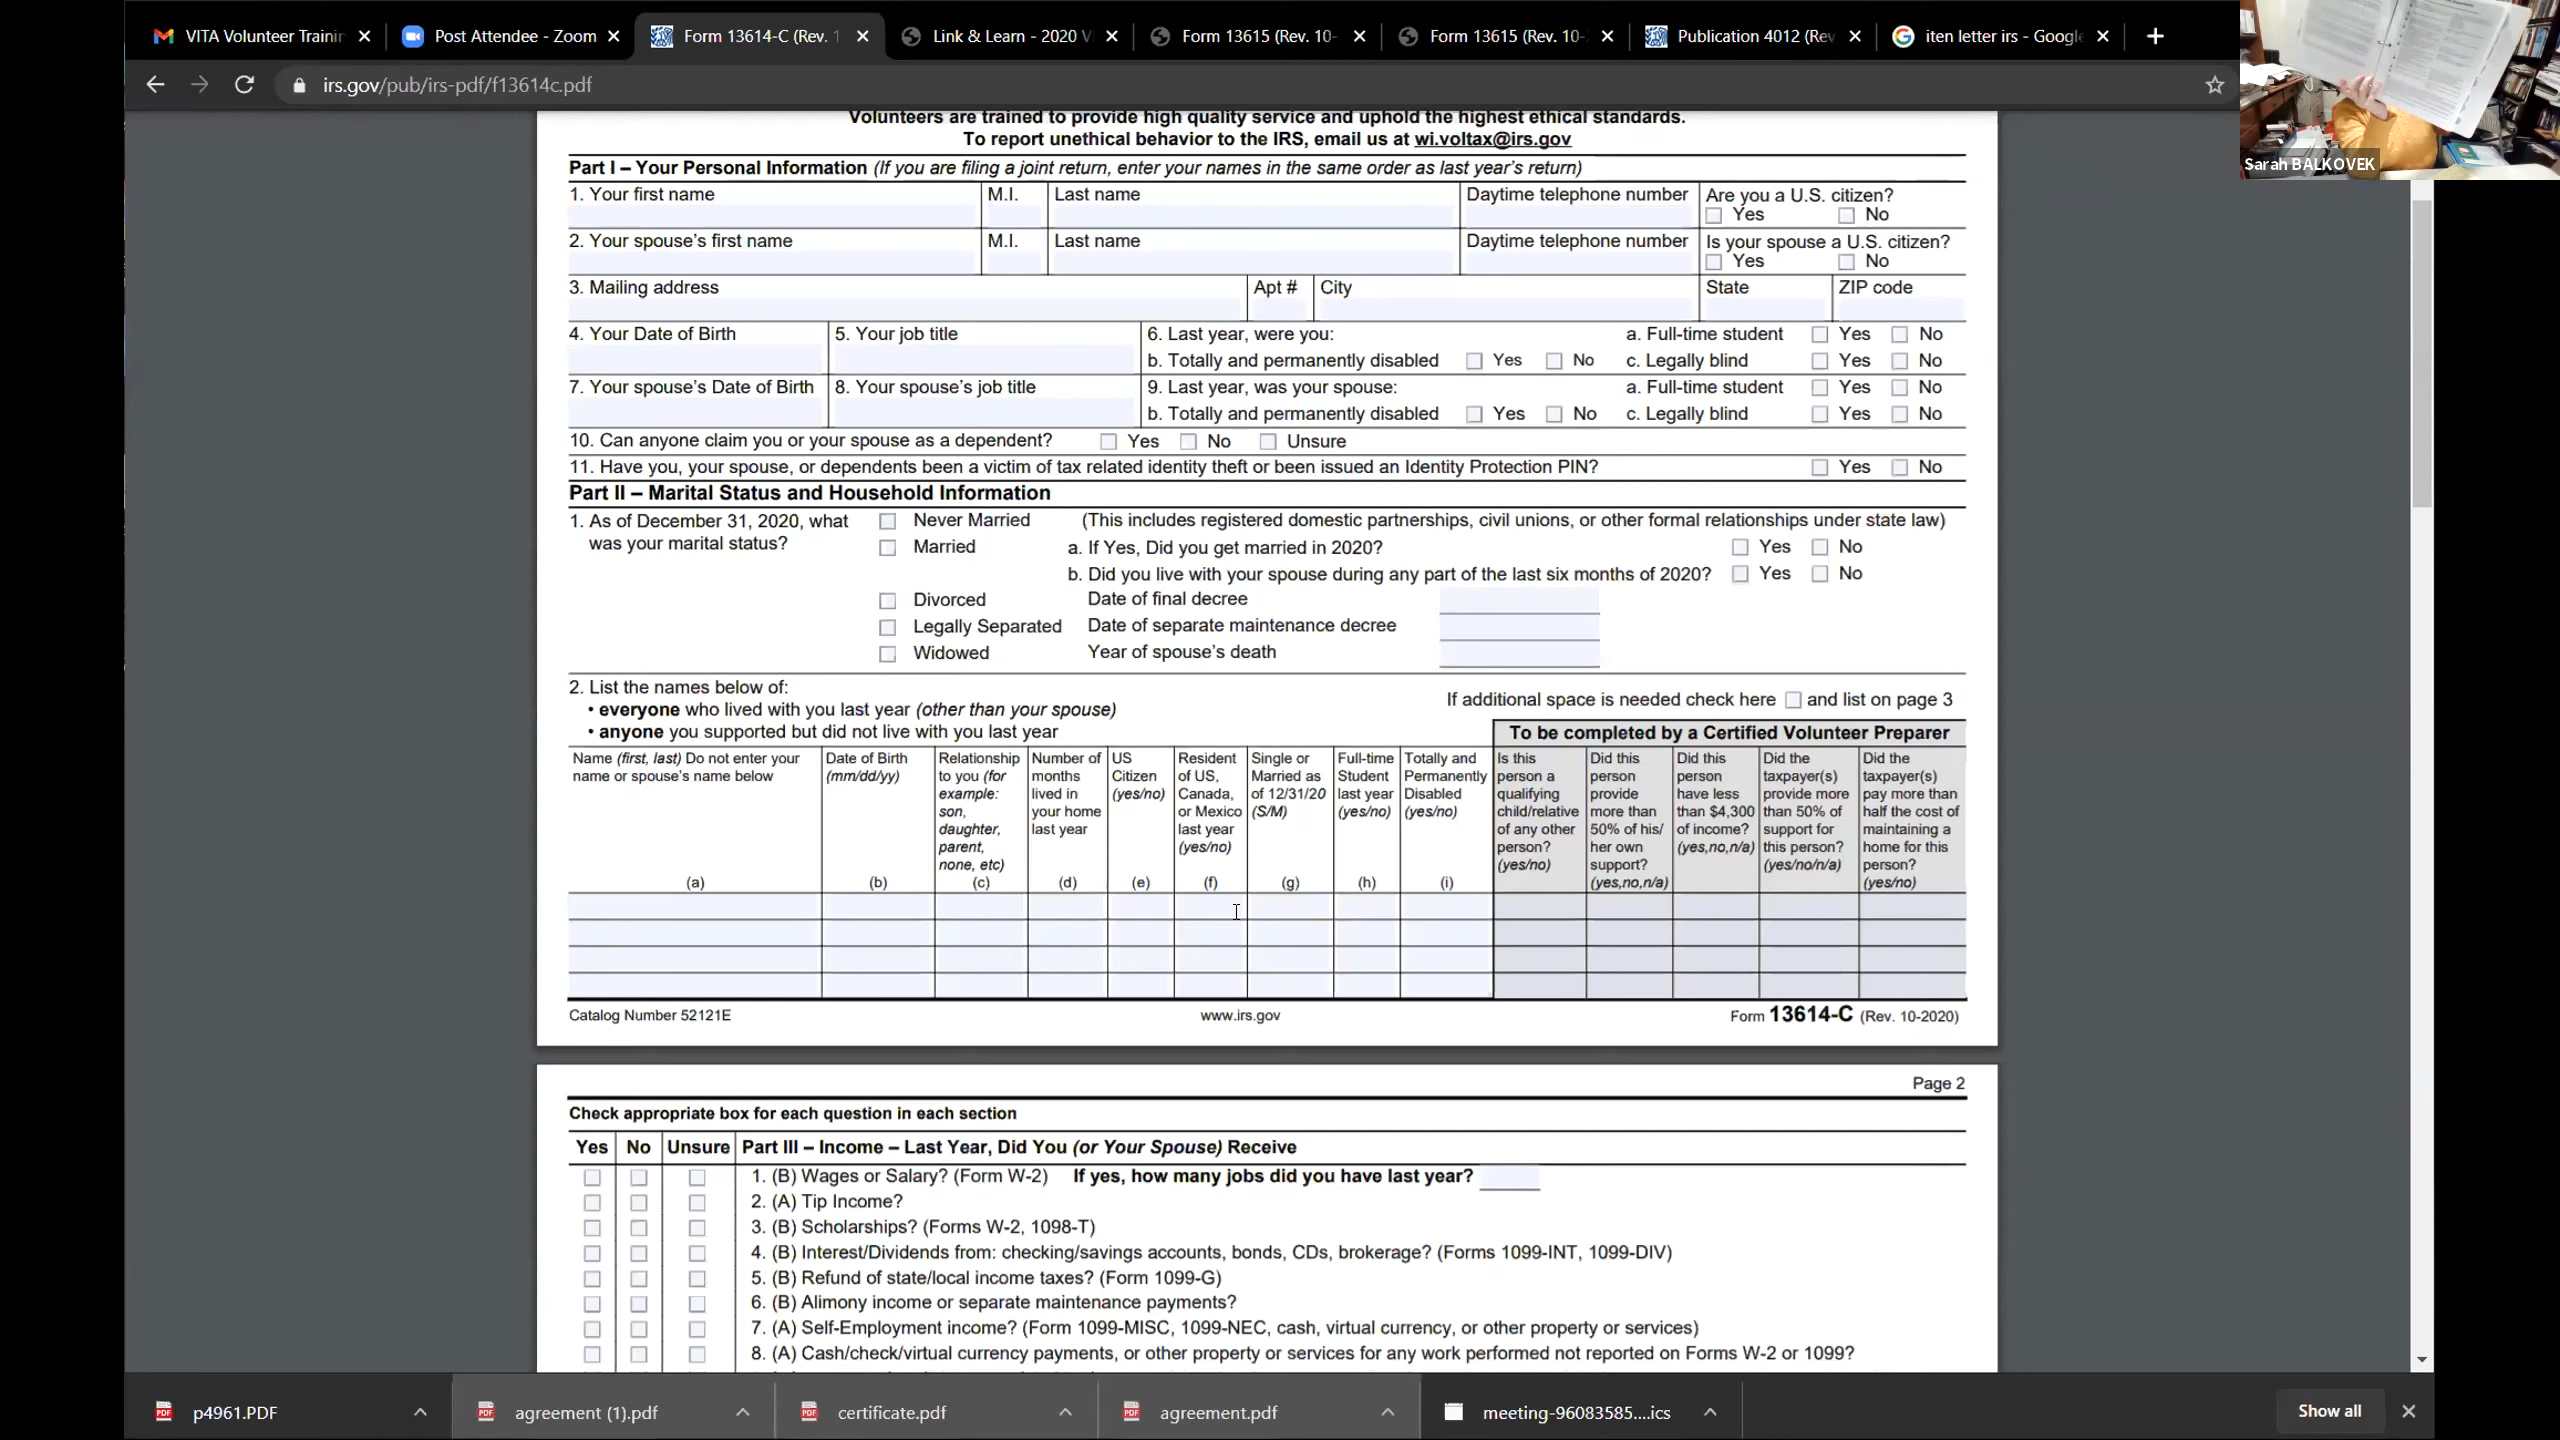 VITA Volunteer Trainin
Post Attendee - Zoom
Form 13614-C (Rev. 1
Link & Learn - 2020 V
Form 13615 (Rev. 10-
Form 13615 (Rev. 10-
Publication 4012 (Rev
iten letter irs - Google
irs.gov/pub/irs-pdf/f13614c.pdf
Sarah BALKOVEK
Volunteers are trained to provide high quality service and uphold the highest ethical standards.
To report unethical behavior to the IRS, email us at wi.voltax@irs.gov
Part I – Your Personal Information (If you are filing a joint return, enter your names in the same order as last year's return)
1. Your first name M.I. Last name Daytime telephone number Are you a U.S. citizen?
Yes No
2. Your spouse's first name M.I. Last name Daytime telephone number Is your spouse a U.S. citizen?
Yes No
3. Mailing address Apt # City State ZIP code
4. Your Date of Birth 5. Your job title 6. Last year, were you: a. Full-time student Yes No
b. Totally and permanently disabled Yes No c. Legally blind Yes No
7. Your spouse's Date of Birth 8. Your spouse's job title 9. Last year, was your spouse: a. Full-time student Yes No
b. Totally and permanently disabled Yes No c. Legally blind Yes No
10. Can anyone claim you or your spouse as a dependent? Yes No Unsure
11. Have you, your spouse, or dependents been a victim of tax related identity theft or been issued an Identity Protection PIN? Yes No
Part II – Marital Status and Household Information
1. As of December 31, 2020, what was your marital status?
Never Married (This includes registered domestic partnerships, civil unions, or other formal relationships under state law)
Married a. If Yes, Did you get married in 2020? Yes No
b. Did you live with your spouse during any part of the last six months of 2020? Yes No
Divorced Date of final decree
Legally Separated Date of separate maintenance decree
Widowed Year of spouse's death
2. List the names below of:
• everyone who lived with you last year (other than your spouse)
• anyone you supported but did not live with you last year
If additional space is needed check here and list on page 3
To be completed by a Certified Volunteer Preparer
Name (first, last) Do not enter your name or spouse's name below (a)
Date of Birth (mm/dd/yy) (b)
Relationship to you (for example: son, daughter, parent, none, etc) (c)
Number of months lived in your home last year (d)
US Citizen (yes/no) (e)
Resident of US, Canada, or Mexico last year (yes/no) (f)
Single or Married as of 12/31/20 (S/M) (g)
Full-time Student last year (yes/no) (h)
Totally and Permanently Disabled (yes/no) (i)
Is this person a qualifying child/relative of any other person? (yes/no)
Did this person provide more than 50% of his/ her own support? (yes,no,n/a)
Did this person have less than $4,300 of income? (yes,no,n/a)
Did the taxpayer(s) provide more than 50% of support for this person? (yes/no/n/a)
Did the taxpayer(s) pay more than half the cost of maintaining a home for this person? (yes/no)
Catalog Number 52121E www.irs.gov Form 13614-C (Rev. 10-2020)
Page 2
Check appropriate box for each question in each section
Yes No Unsure Part III – Income – Last Year, Did You (or Your Spouse) Receive
1. (B) Wages or Salary? (Form W-2) If yes, how many jobs did you have last year?
2. (A) Tip Income?
3. (B) Scholarships? (Forms W-2, 1098-T)
4. (B) Interest/Dividends from: checking/savings accounts, bonds, CDs, brokerage? (Forms 1099-INT, 1099-DIV)
5. (B) Refund of state/local income taxes? (Form 1099-G)
6. (B) Alimony income or separate maintenance payments?
7. (A) Self-Employment income? (Form 1099-MISC, 1099-NEC, cash, virtual currency, or other property or services)
8. (A) Cash/check/virtual currency payments, or other property or services for any work performed not reported on Forms W-2 or 1099?
p4961.PDF
agreement (1).pdf
certificate.pdf
agreement.pdf
meeting-96083585....ics
Show all